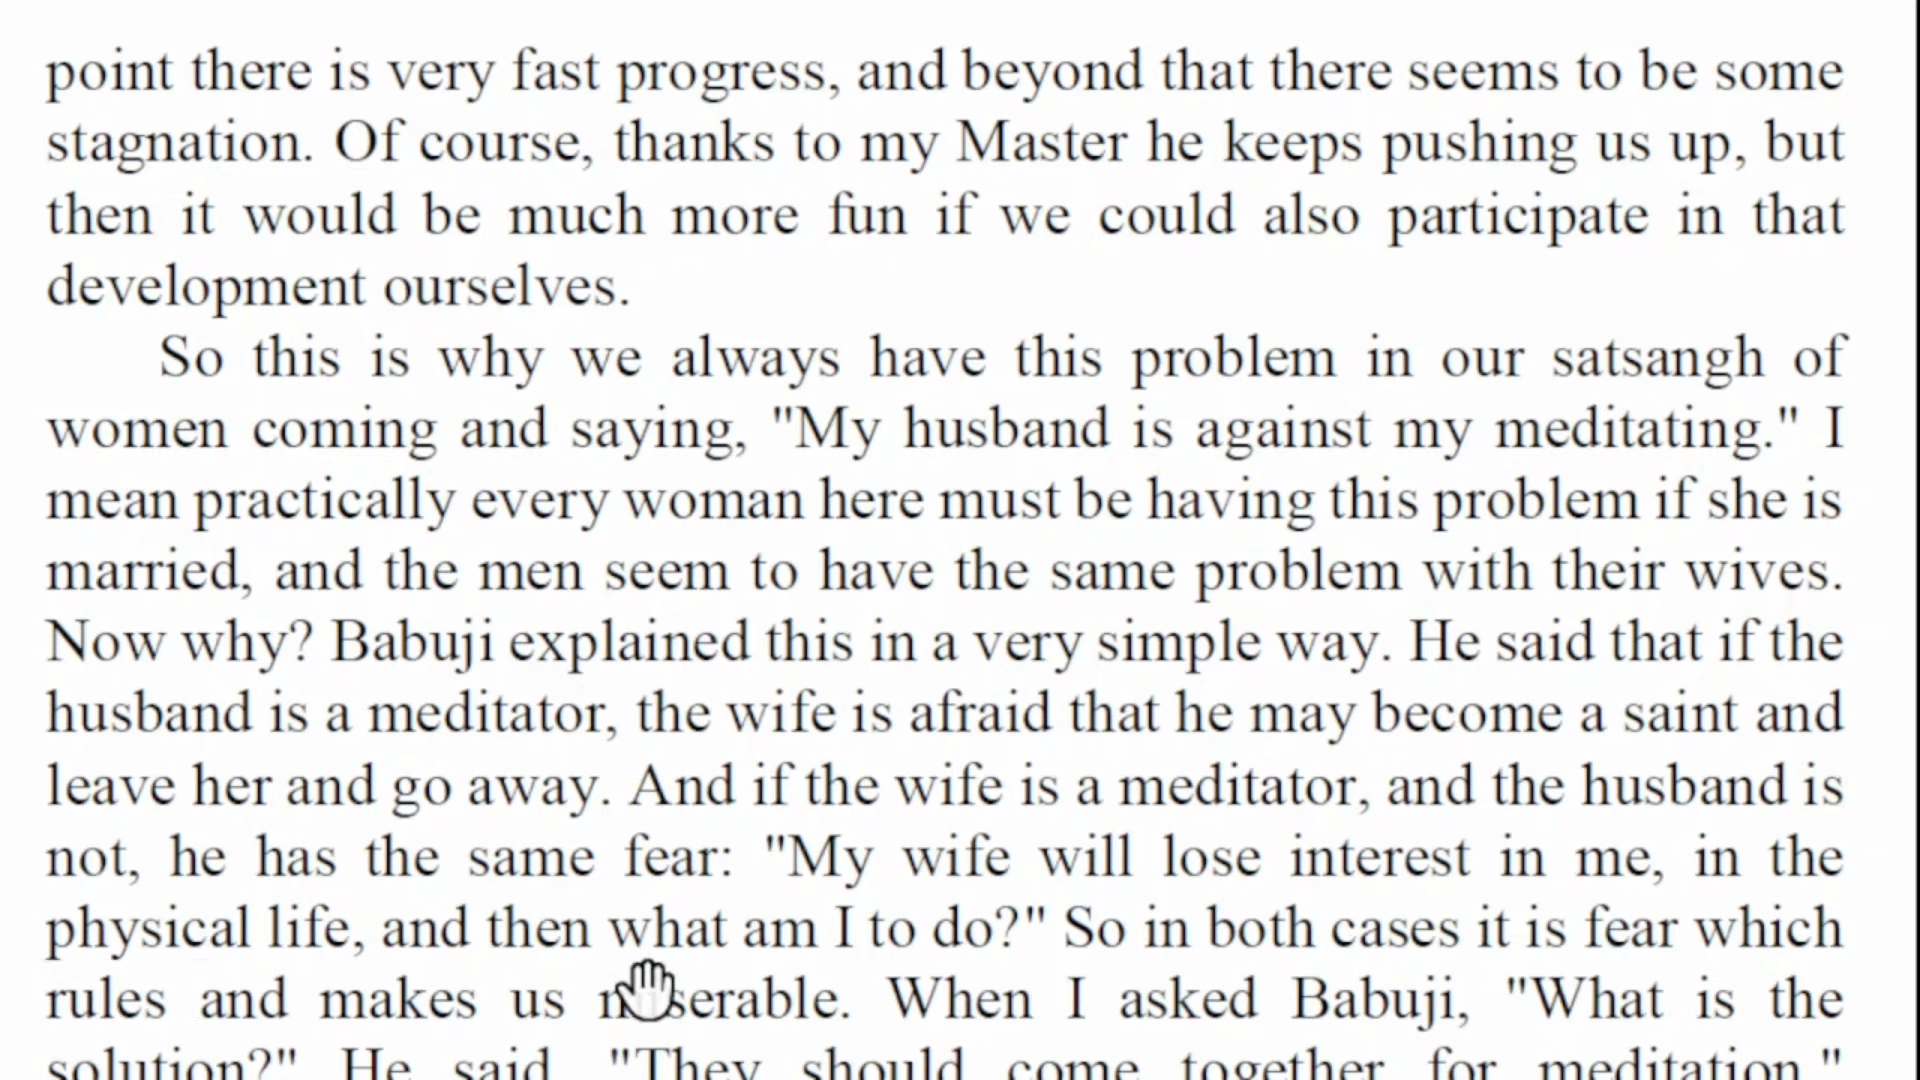 point there is very fast progress, and beyond that there seems to be some
stagnation. Of course, thanks to my Master he keeps pushing us up, but
then it would be much more fun if we could also participate in that
development ourselves.
So this is why we always have this problem in our satsangh of
women coming and saying, "My husband is against my meditating." I
mean practically every woman here must be having this problem if she is
married, and the men seem to have the same problem with their wives.
Now why? Babuji explained this in a very simple way. He said that if the
husband is a meditator, the wife is afraid that he may become a saint and
leave her and go away. And if the wife is a meditator, and the husband is
not, he has the same fear: "My wife will lose interest in me, in the
physical life, and then what am I to do?" So in both cases it is fear which
rules and makes us miserable. When I asked Babuji, "What is the
solution?" He said, "They should come together for meditation."